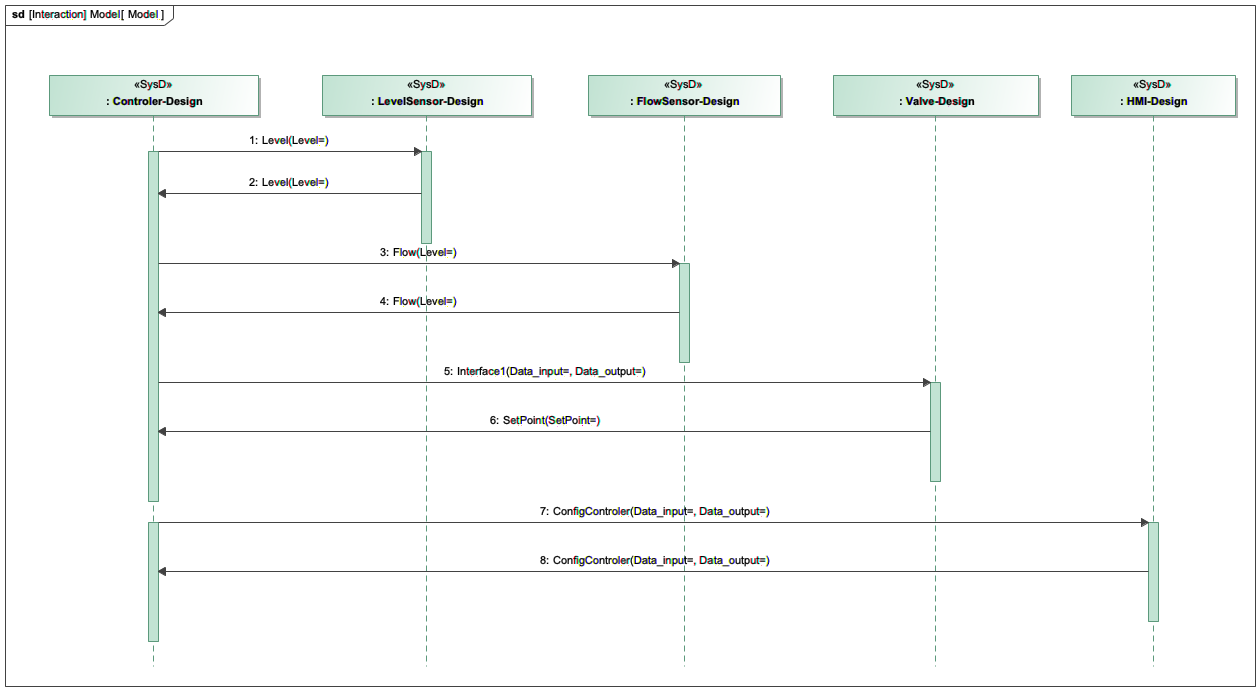 sd [Interaction] Model[ Model ]
«SysD»
: Controler-Design
«SysD»
: LevelSensor-Design
«SysD»
: FlowSensor-Design
«SysD»
: Valve-Design
«SysD»
: HMI-Design
1: Level(Level=)
2: Level(Level=)
3: Flow(Level=)
4: Flow(Level=)
5: Interface1(Data_input=, Data_output=)
6: SetPoint(SetPoint=)
7: ConfigControler(Data_input=, Data_output=)
8: ConfigControler(Data_input=, Data_output=)